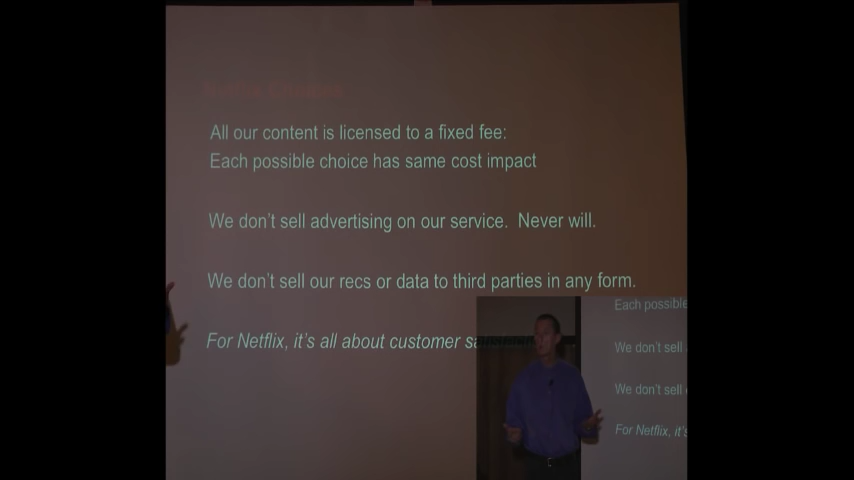 All our content is licensed to a fixed fee:
Each possible choice has same cost impact
We don't sell advertising on our service. Never will.
We don't sell our recs or data to third parties in any form.
For Netflix, it's all about customer
Each possible
We don't sell
We don't sell
For Netflix, it's